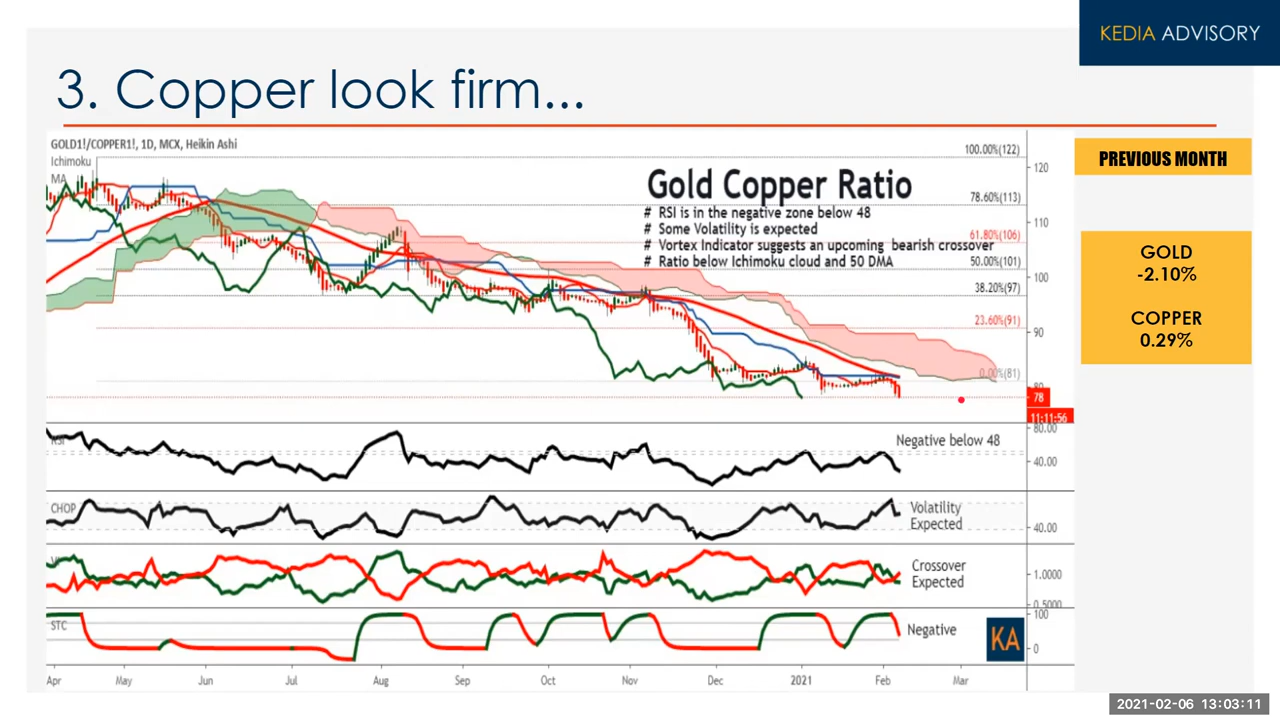 KEDIA ADVISORY
3. Copper look firm...
GOLD1!/COPPER1!, 1D, MCX, Heikin Ashi
Ichimoku
MA
Gold Copper Ratio
# RSI is in the negative zone below 48
# Some Volatility is expected
# Vortex Indicator suggests an upcoming bearish crossover
# Ratio below Ichimoku cloud and 50 DMA
100.00%(122)
78.60%(113)
61.80%(106)
50.00%(101)
38.20%(97)
23.60%(91)
0.00%(81)
120
110
100
90
80
78
11:11:56
PREVIOUS MONTH
GOLD
-2.10%
COPPER
0.29%
RSI
Negative below 48
80.00
40.00
CHOP
Volatility
Expected
40.00
Crossover
Expected
1.0000
0.5000
STC
Negative
100
0
KA
Apr May Jun Jul Aug Sep Oct Nov Dec 2021 Feb Mar
2021-02-06 13:03:11